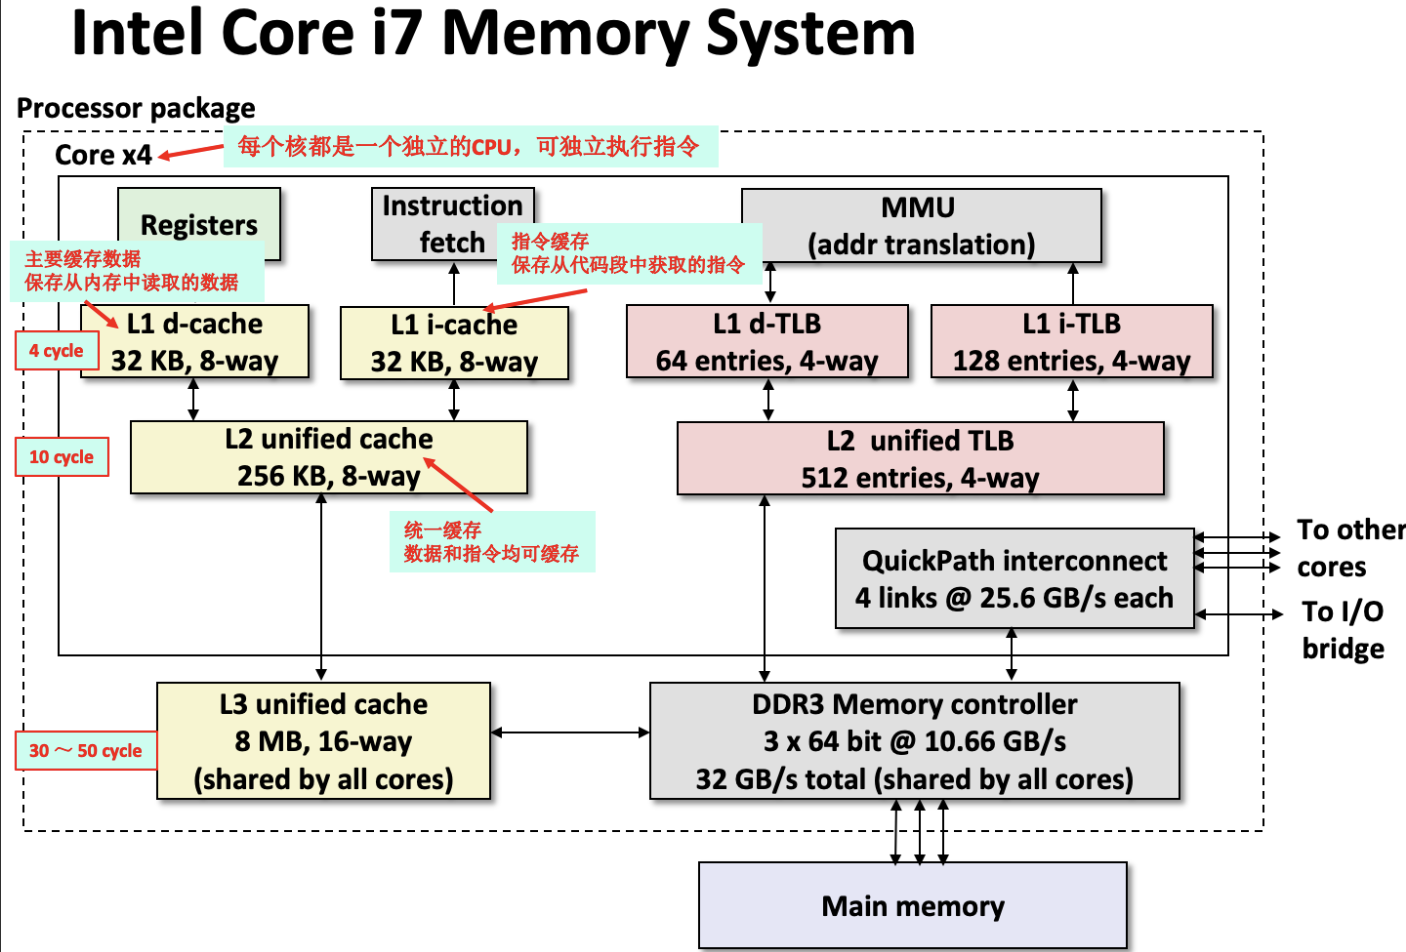 Intel Core i7 Memory System
Processor package
Core x4
每个核都是一个独立的CPU，可独立执行指令
Registers
Instruction
fetch
MMU
(addr translation)
主要缓存数据
保存从内存中读取的数据
指令缓存
保存从代码段中获取的指令
4 cycle
L1 d-cache
32 KB, 8-way
L1 i-cache
32 KB, 8-way
L1 d-TLB
64 entries, 4-way
L1 i-TLB
128 entries, 4-way
10 cycle
L2 unified cache
256 KB, 8-way
L2 unified TLB
512 entries, 4-way
统一缓存
数据和指令均可缓存
QuickPath interconnect
4 links @ 25.6 GB/s each
To other
cores
To I/O
bridge
30～50 cycle
L3 unified cache
8 MB, 16-way
(shared by all cores)
DDR3 Memory controller
3 x 64 bit @ 10.66 GB/s
32 GB/s total (shared by all cores)
Main memory